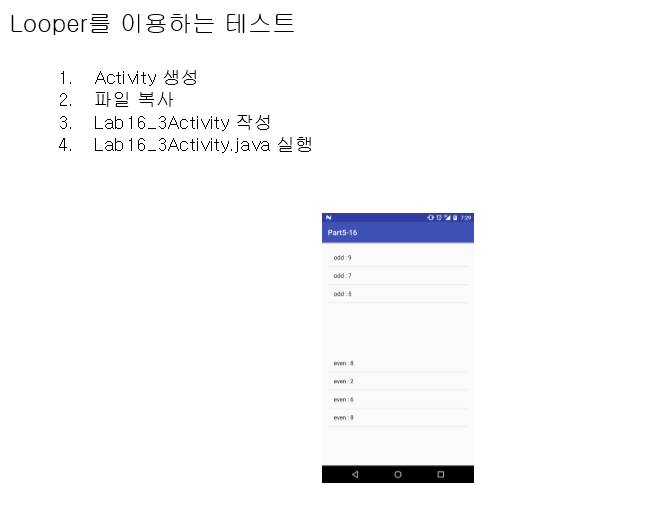 Looper를 이용하는 테스트
1. Activity 생성
2. 파일 복사
3. Lab16_3Activity 작성
4. Lab16_3Activity.java 실행
7:29
Part5-16
odd : 9
odd : 7
odd : 5
even : 8
even : 2
even : 6
even : 8